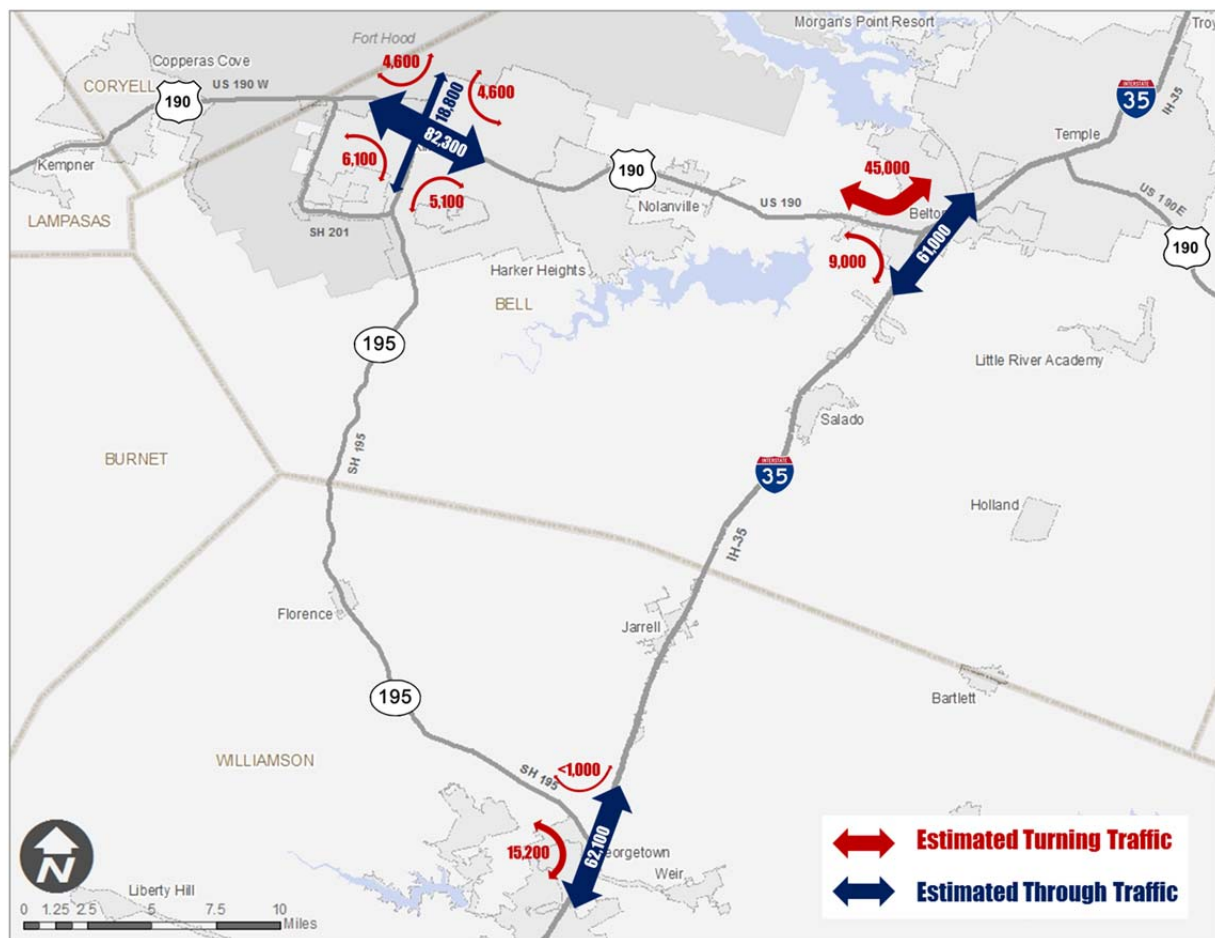 Morgan's Point Resort
Troy
Fort Hood
Copperas Cove
CORYELL
US 190 W
190
4,600
4,600
18,800
82,300
INTERSTATE
35
IH-35
Temple
Kempner
6,100
5,100
190
45,000
US 190 E
LAMPASAS
Nolanville
US 190
Belton
SH 201
9,000
61,000
190
Harker Heights
BELL
195
Little River Academy
Salado
SH 195
BURNET
INTERSTATE
35
Holland
IH-35
Florence
Jarrell
195
Bartlett
WILLIAMSON
SH 195
<1,000
62,100
15,200
Georgetown
Weir
Estimated Turning Traffic
Estimated Through Traffic
N
Liberty Hill
0 1.25 2.5 5 7.5 10
Miles